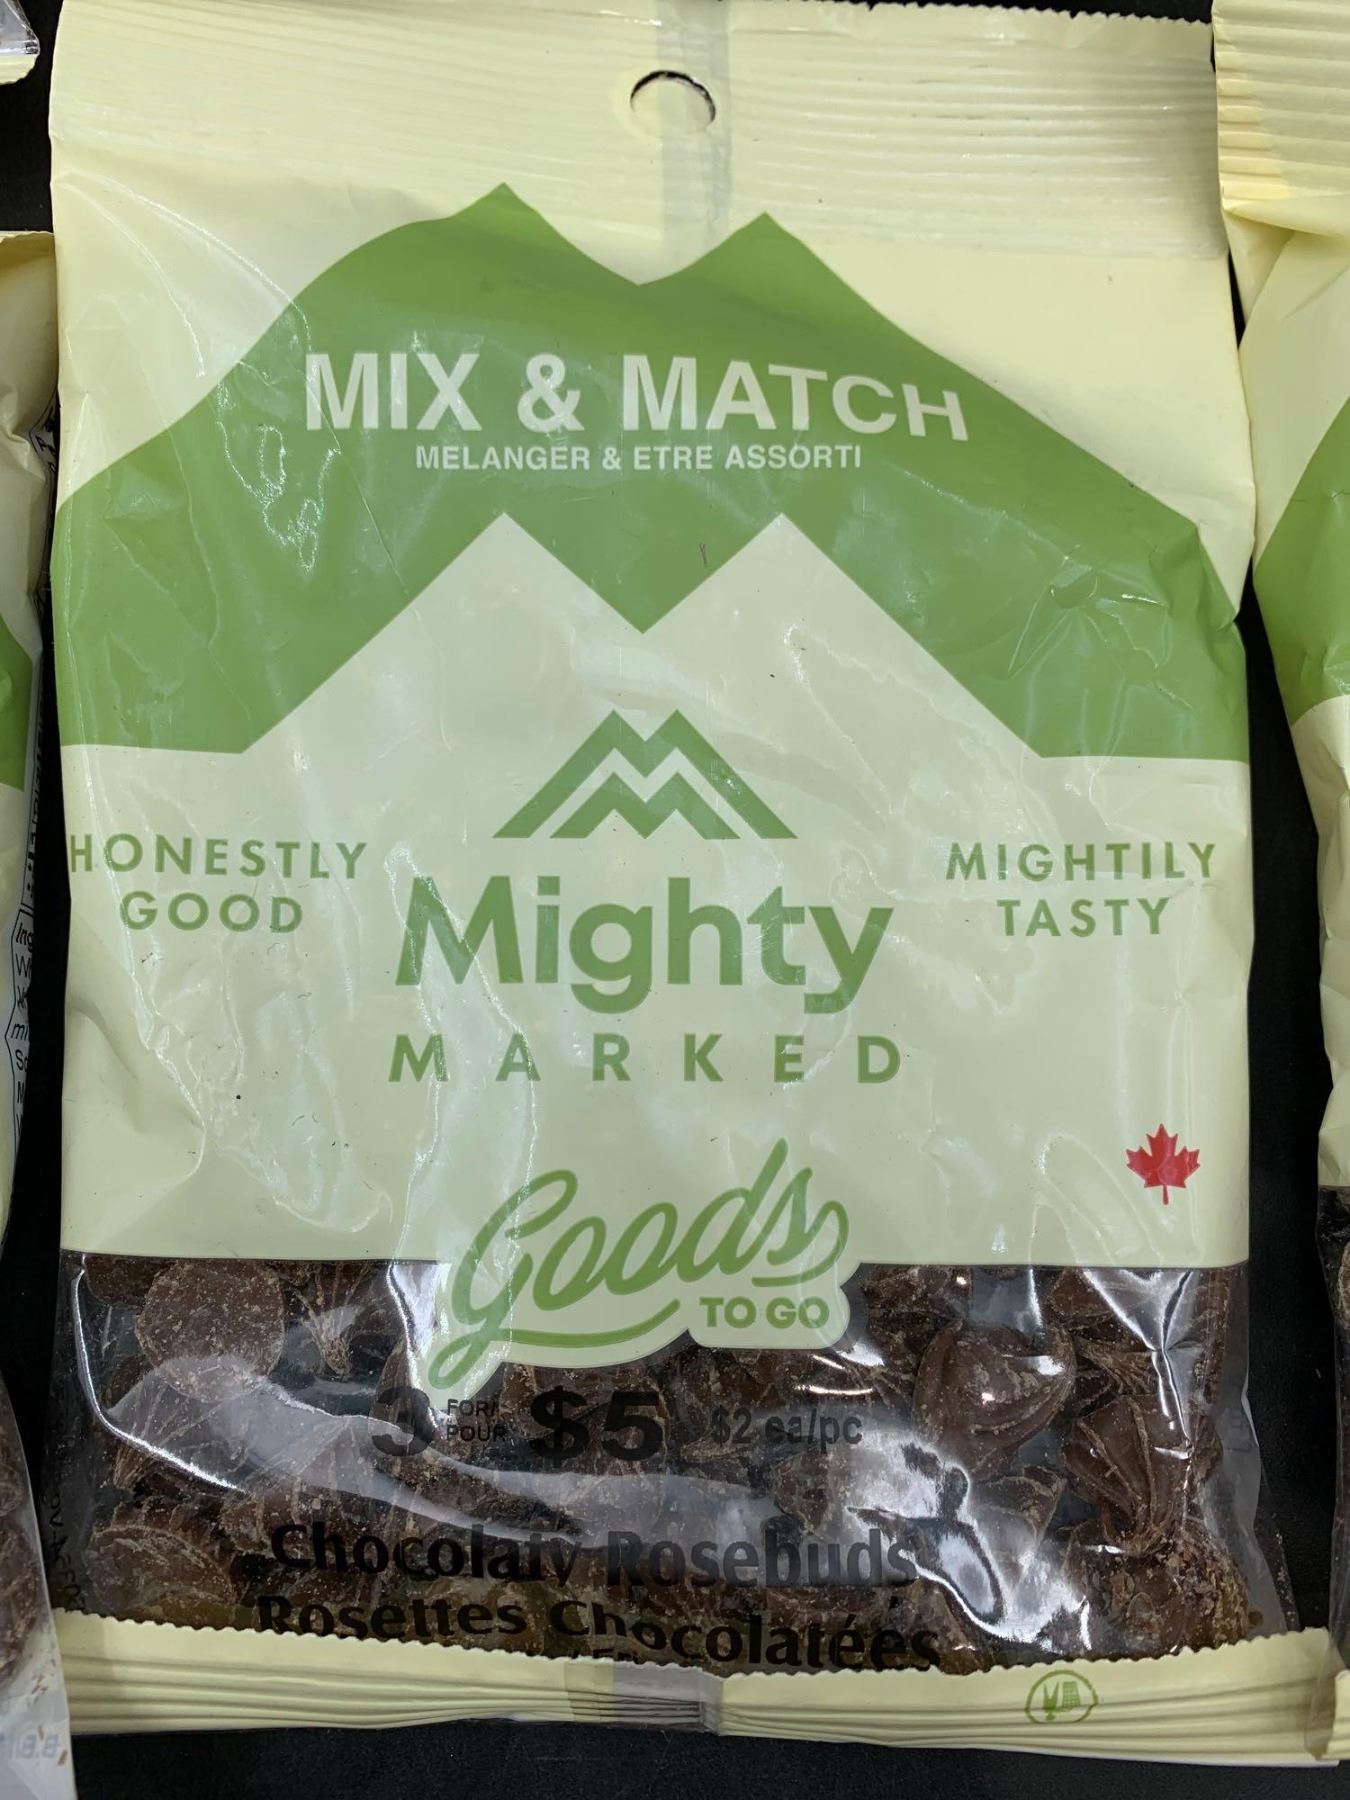 MIX & MATCH
MELANGER & ETRE ASSORTI
HONESTLY
GOOD
Mighty
MARKED
MIGHTILY
TASTY
Goods
TO GO
3 FOR/
POUR $5 $2 ea/pc
Chocolaty Rosebuds
Rosettes Chocolatées